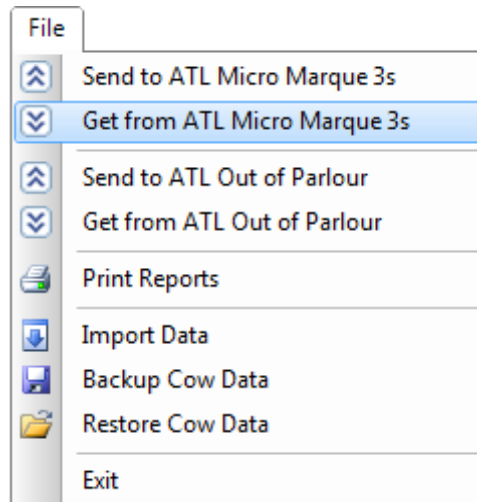 File
Send to ATL Micro Marque 3s
Get from ATL Micro Marque 3s
Send to ATL Out of Parlour
Get from ATL Out of Parlour
Print Reports
Import Data
Backup Cow Data
Restore Cow Data
Exit